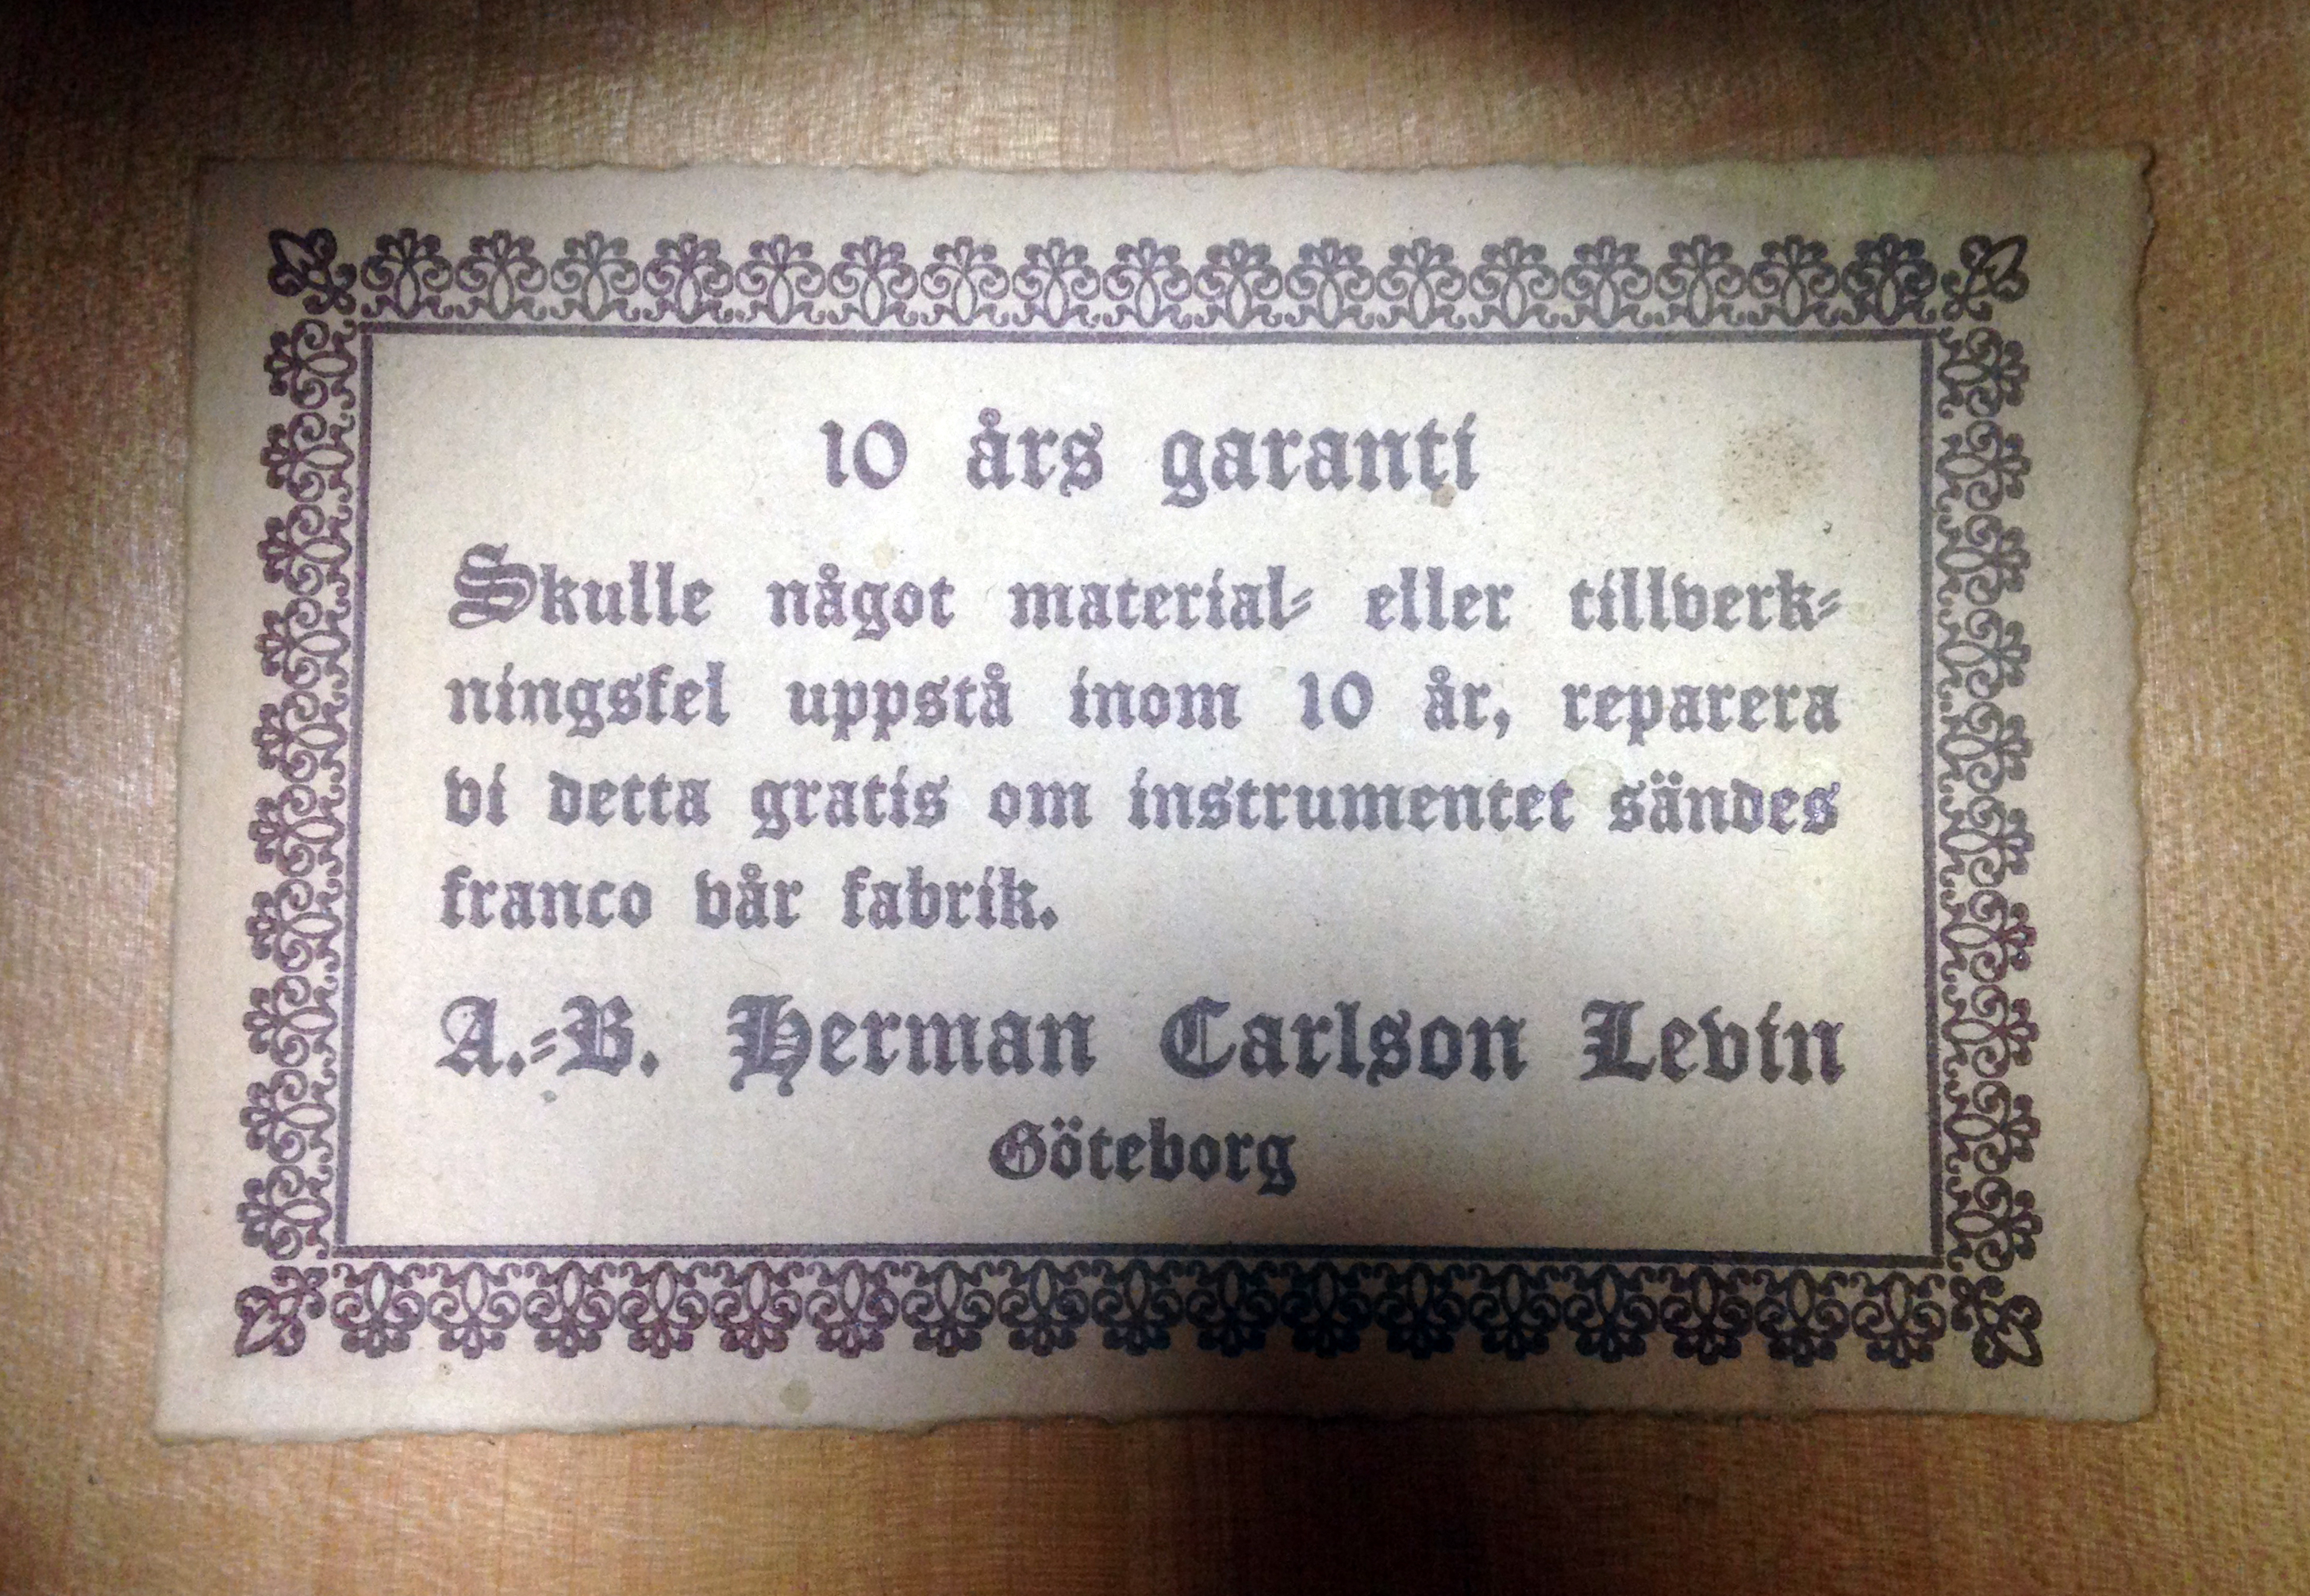 10 års garanti
Skulle något material- eller tillverk-
ningsfel uppstå inom 10 år, reparera
vi detta gratis om instrumentet sändes
franco vår fabrik.
A.-B. Herman Carlson Levin
Göteborg